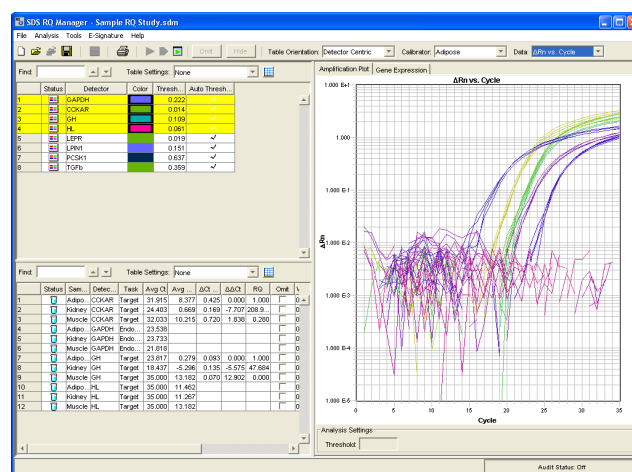 SDS RQ Manager - Sample RQ Study.sdm
File Analysis Tools E-Signature Help
Omit Hide Table Orientation: Detector Centric Calibrator: Adipose Data: ΔRn vs. Cycle
Find: Table Settings: None
Status Detector Color Thresh... Auto Thresh...
1 GAPDH 0.222
2 CCKAR 0.014
3 GH 0.109
4 HL 0.061
5 LEPR 0.019
6 LPIN1 0.151
7 PCSK1 0.637
8 TGFb 0.359
Find: Table Settings: None
Status Sam... Detec... Task Avg Ct Avg ... ΔCt ... ΔΔCt RQ Omit
1 Adipo... CCKAR Target 31.915 8.377 0.425 0.000 1.000
2 Kidney CCKAR Target 24.403 0.669 0.169 -7.707 208.9...
3 Muscle CCKAR Target 32.033 10.215 0.720 1.838 0.280
4 Adipo... GAPDH Endo... 23.538
5 Kidney GAPDH Endo... 23.733
6 Muscle GAPDH Endo... 21.818
7 Adipo... GH Target 23.817 0.279 0.093 0.000 1.000
8 Kidney GH Target 18.437 -5.296 0.135 -5.575 47.684
9 Muscle GH Target 35.000 13.182 0.070 12.902 0.000
10 Adipo... HL Target 35.000 11.462
11 Kidney HL Target 35.000 11.267
12 Muscle HL Target 35.000 13.182
Amplification Plot Gene Expression
ΔRn vs. Cycle
1.000 E+1
1.000
1.000 E-1
1.000 E-2
1.000 E-3
1.000 E-4
1.000 E-5
ΔRn
0 5 10 15 20 25 30 35
Cycle
Analysis Settings
Threshold:
Audit Status: Off